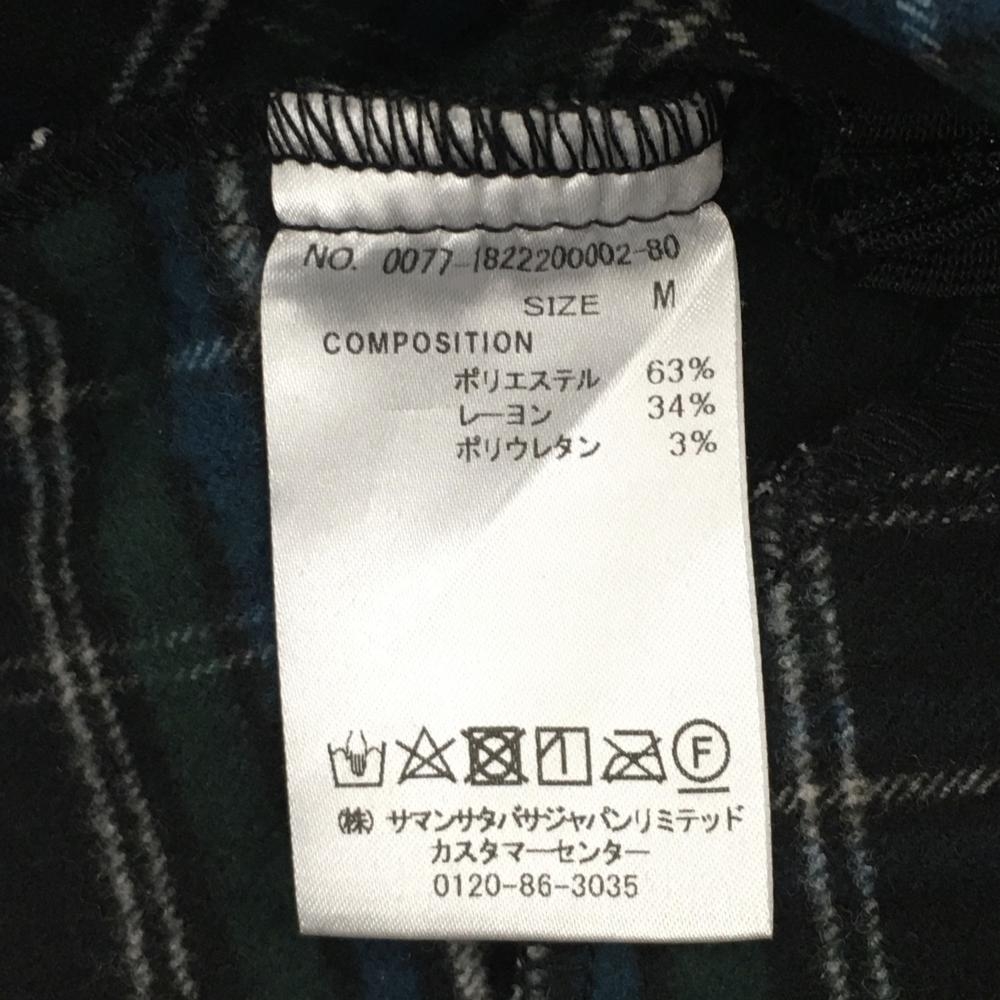 NO. 0077-1822200002-80
SIZE M
COMPOSITION
ポリエステル 63%
レーヨン 34%
ポリウレタン 3%
F
㈱ サマンサタバサジャパンリミテッド
カスタマーセンター
0120-86-3035